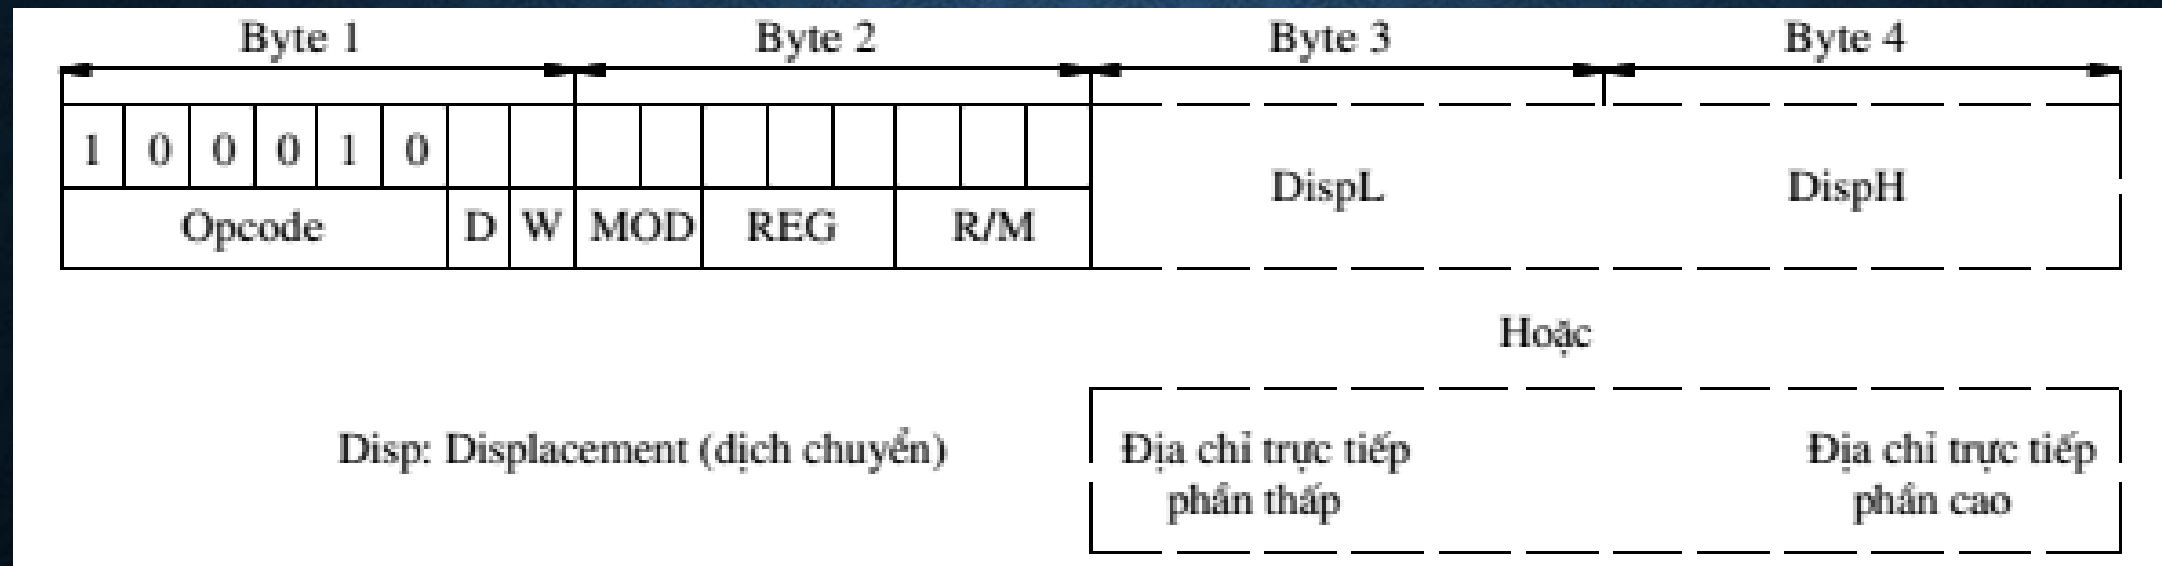 Byte 1 Byte 2 Byte 3 Byte 4
1 0 0 0 1 0
DispL DispH
Opcode D W MOD REG R/M
Hoặc
Disp: Displacement (dịch chuyển)
Địa chỉ trực tiếp
phần thấp
Địa chỉ trực tiếp
phần cao